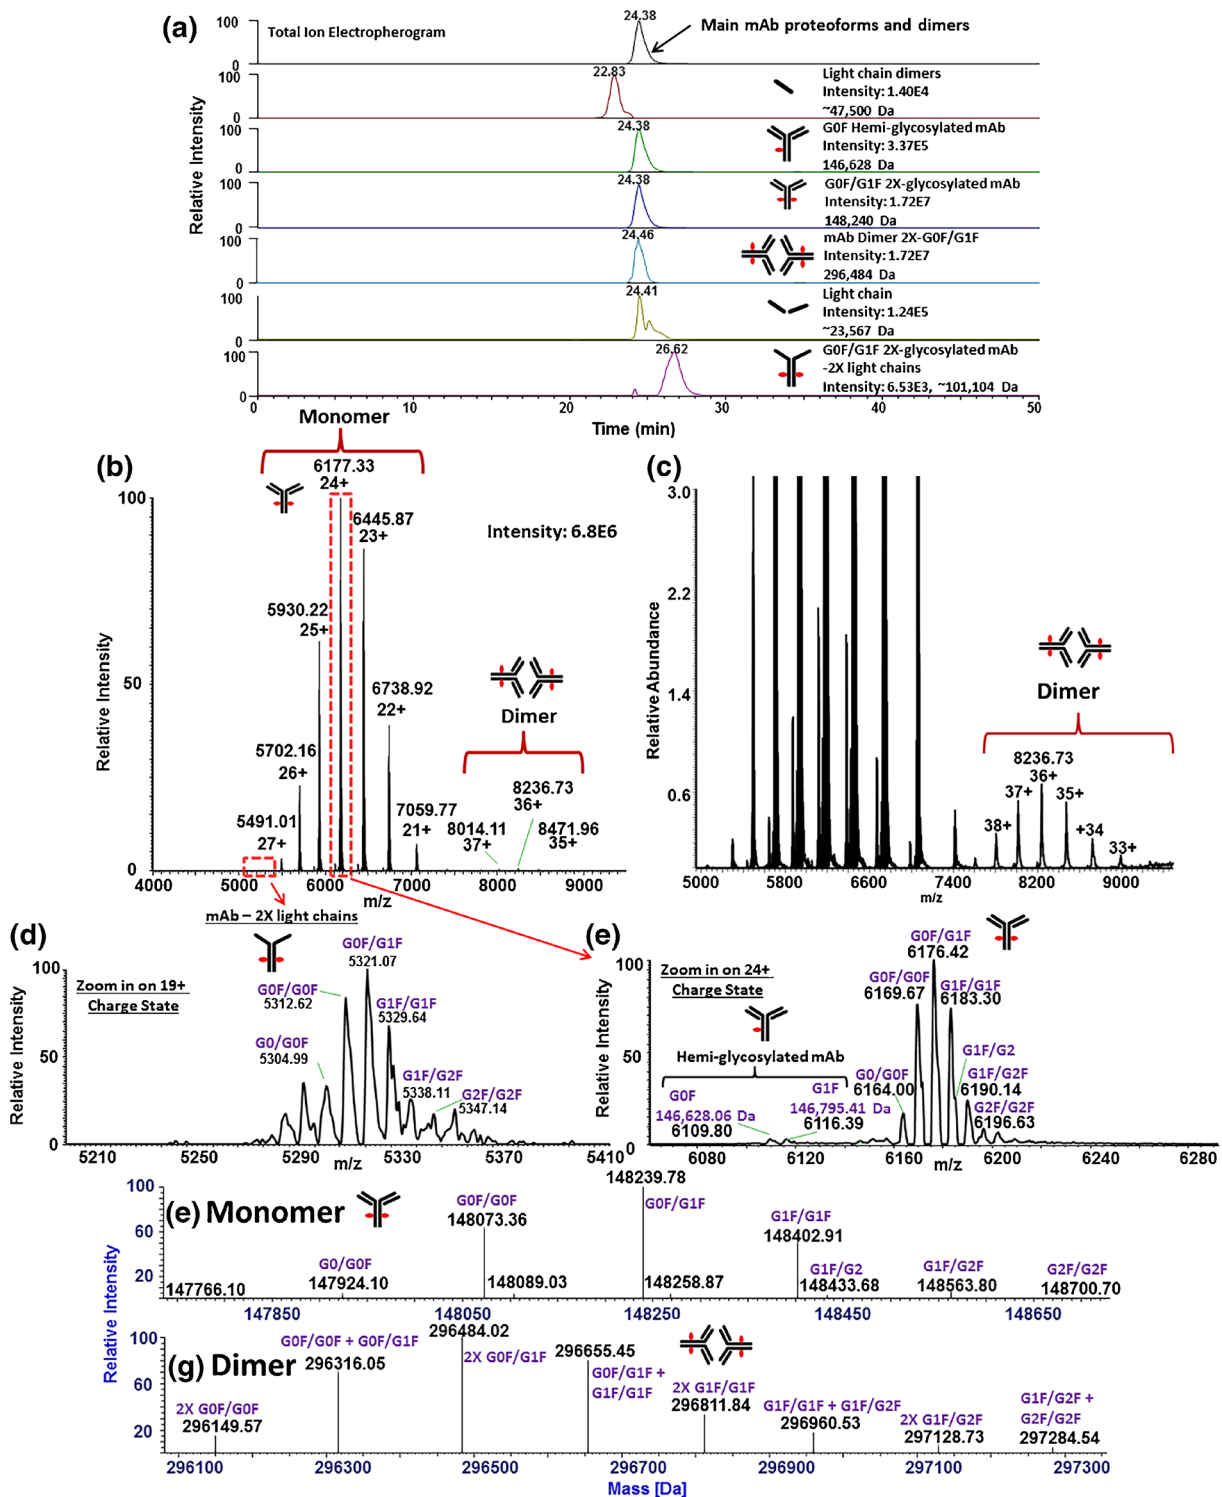 (a)
Total Ion Electropherogram
24.38
Main mAb proteoforms and dimers
100
0
22.83
Light chain dimers
Intensity: 1.40E4
~47,500 Da
100
0
24.38
G0F Hemi-glycosylated mAb
Intensity: 3.37E5
146,628 Da
100
0
24.38
G0F/G1F 2X-glycosylated mAb
Intensity: 1.72E7
148,240 Da
100
0
24.46
mAb Dimer 2X-G0F/G1F
Intensity: 1.72E7
296,484 Da
100
0
24.41
Light chain
Intensity: 1.24E5
~23,567 Da
100
0
26.62
G0F/G1F 2X-glycosylated mAb
-2X light chains
Intensity: 6.53E3, ~101,104 Da
100
0
Relative Intensity
0 10 20 30 40 50
Time (min)
(b)
Monomer
6177.33
24+
6445.87
23+
Intensity: 6.8E6
5930.22
25+
6738.92
22+
5702.16
26+
7059.77
21+
5491.01
27+
Dimer
8236.73
36+
8014.11
37+
8471.96
35+
100
50
0
Relative Intensity
4000 5000 6000 7000 8000 9000
m/z
mAb – 2X light chains
(c)
3.0
2.2
1.4
0.6
Relative Abundance
Dimer
8236.73
36+
37+
35+
38+
+34
33+
5000 5800 6600 7400 8200 9000
m/z
(d)
Zoom in on 19+
Charge State
G0F/G1F
5321.07
G0F/G0F
5312.62
G1F/G1F
5329.64
G0/G0F
5304.99
G1F/G2F
5338.11
G2F/G2F
5347.14
100
50
0
Relative Intensity
5210 5250 5290 5330 5370 5410
m/z
(e)
Zoom in on 24+
Charge State
G0F/G1F
6176.42
G0F/G0F
6169.67
G1F/G1F
6183.30
Hemi-glycosylated mAb
G1F/G2
G0/G0F
6164.00
G1F/G2F
6190.14
G2F/G2F
6196.63
G0F
146,628.06 Da
6109.80
G1F
146,795.41 Da
6116.39
100
50
0
Relative Intensity
6080 6120 6160 6200 6240 6280
m/z
(e) Monomer
148239.78
G0F/G1F
G0F/G0F
148073.36
G1F/G1F
148402.91
G0/G0F
147924.10
G1F/G2
148433.68
G1F/G2F
148563.80
G2F/G2F
148700.70
147766.10
148089.03
148258.87
100
60
20
147850 148050 148250 148450 148650
Relative Intensity
(g) Dimer
296484.02
2X G0F/G1F
G0F/G0F + G0F/G1F
296316.05
296655.45
G0F/G1F +
G1F/G1F
2X G1F/G1F
296811.84
2X G0F/G0F
296149.57
G1F/G1F + G1F/G2F
296960.53
2X G1F/G2F
297128.73
G1F/G2F +
G2F/G2F
297284.54
100
60
20
296100 296300 296500 296700 296900 297100 297300
Mass [Da]